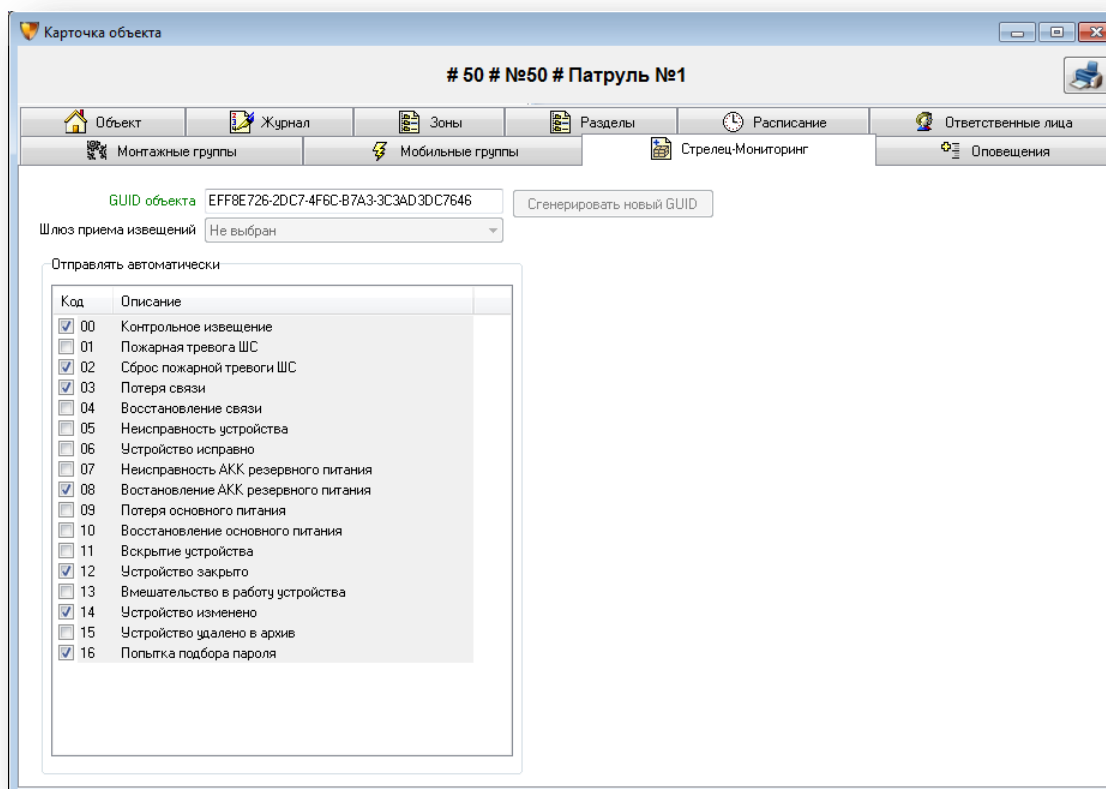 Карточка объекта
# 50 # №50 # Патруль №1
Объект Журнал Зоны Разделы Расписание Ответственные лица
Монтажные группы Мобильные группы Стрелец-Мониторинг Оповещения
GUID объекта EFF8E726-2DC7-4F6C-B7A3-3C3AD3DC7646 Сгенерировать новый GUID
Шлюз приема извещений Не выбран
Отправлять автоматически
Код Описание
00 Контрольное извещение
01 Пожарная тревога ШС
02 Сброс пожарной тревоги ШС
03 Потеря связи
04 Восстановление связи
05 Неисправность устройства
06 Устройство исправно
07 Неисправность АКК резервного питания
08 Востановление АКК резервного питания
09 Потеря основного питания
10 Восстановление основного питания
11 Вскрытие устройства
12 Устройство закрыто
13 Вмешательство в работу устройства
14 Устройство изменено
15 Устройство удалено в архив
16 Попытка подбора пароля